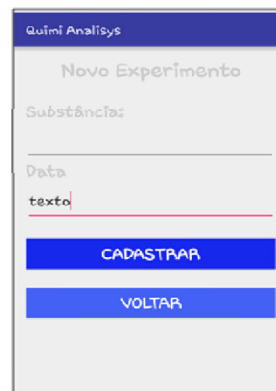 Quimi Analisys
Novo Experimento
Substância:
Data
texto
CADASTRAR
VOLTAR